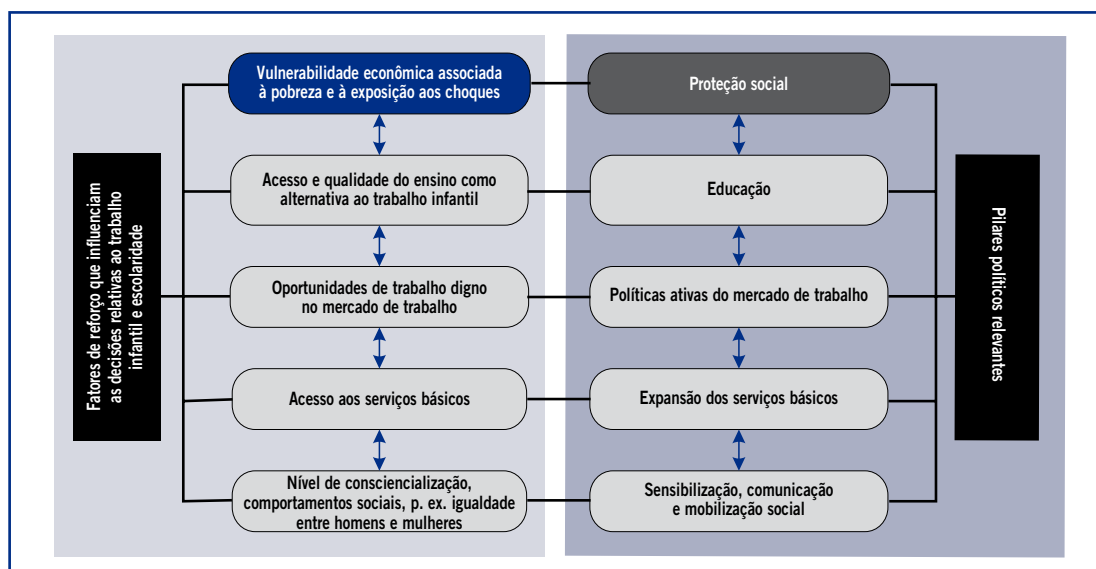 Fatores de reforço que influenciam
as decisões relativas ao trabalho
infantil e escolaridade
Vulnerabilidade econômica associada
à pobreza e à exposição aos choques
Proteção social
Acesso e qualidade do ensino como
alternativa ao trabalho infantil
Educação
Oportunidades de trabalho digno
no mercado de trabalho
Políticas ativas do mercado de trabalho
Acesso aos serviços básicos
Expansão dos serviços básicos
Nível de consciencialização,
comportamentos sociais, p. ex. igualdade
entre homens e mulheres
Sensibilização, comunicação
e mobilização social
Pilares políticos relevantes